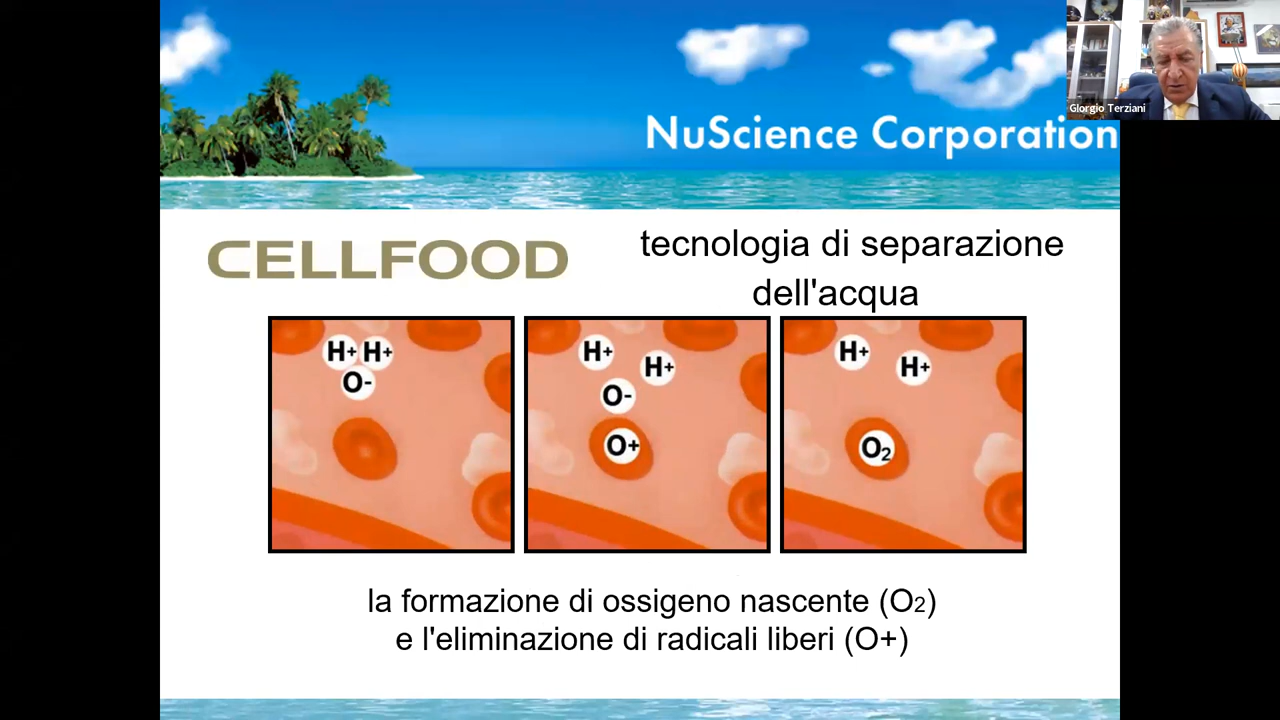 Giorgio Terziani
NuScience Corporation
CELLFOOD
tecnologia di separazione
dell'acqua
H+ H+
O-
H+
H+
O-
O+
H+
H+
O2
la formazione di ossigeno nascente (O2)
e l'eliminazione di radicali liberi (O+)